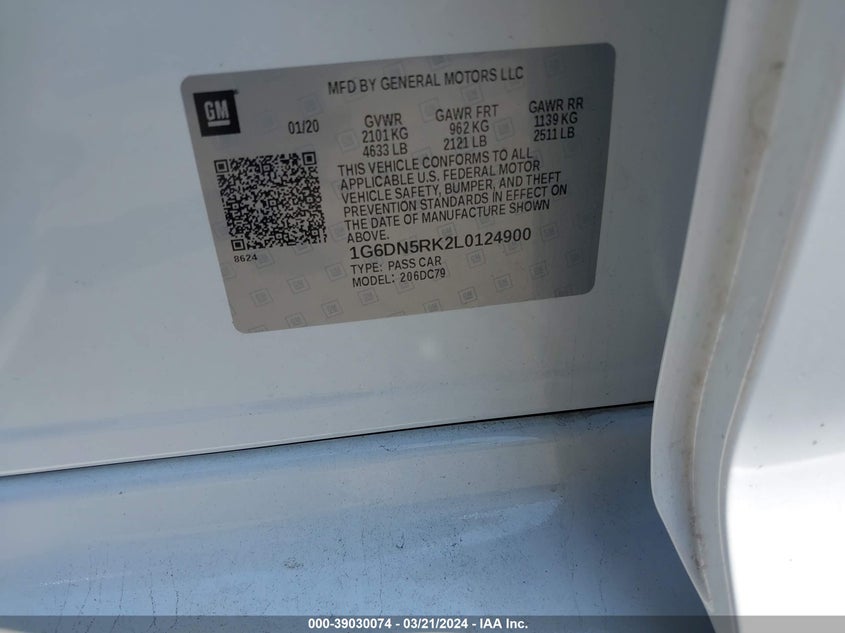 MFD BY GENERAL MOTORS LLC
GM
01/20
GVWR
2101 KG
4633 LB
GAWR FRT
962 KG
2121 LB
GAWR RR
1139 KG
2511 LB
THIS VEHICLE CONFORMS TO ALL
APPLICABLE U.S. FEDERAL MOTOR
VEHICLE SAFETY, BUMPER, AND THEFT
PREVENTION STANDARDS IN EFFECT ON
THE DATE OF MANUFACTURE SHOWN
ABOVE.
8624
1G6DN5RK2L0124900
TYPE: PASS CAR
MODEL: 206DC79
000-39030074 - 03/21/2024 - IAA Inc.